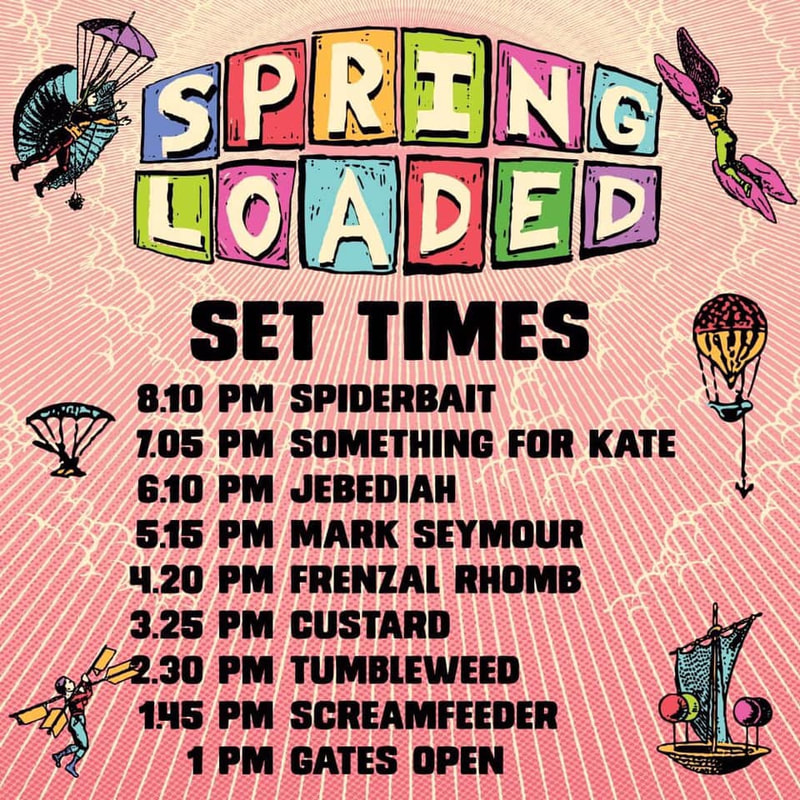 SPRING
LOADED
SET TIMES
8.10 PM SPIDERBAIT
7.05 PM SOMETHING FOR KATE
6.10 PM JEBEDIAH
5.15 PM MARK SEYMOUR
4.20 PM FRENZAL RHOMB
3.25 PM CUSTARD
2.30 PM TUMBLEWEED
1.45 PM SCREAMFEEDER
1 PM GATES OPEN